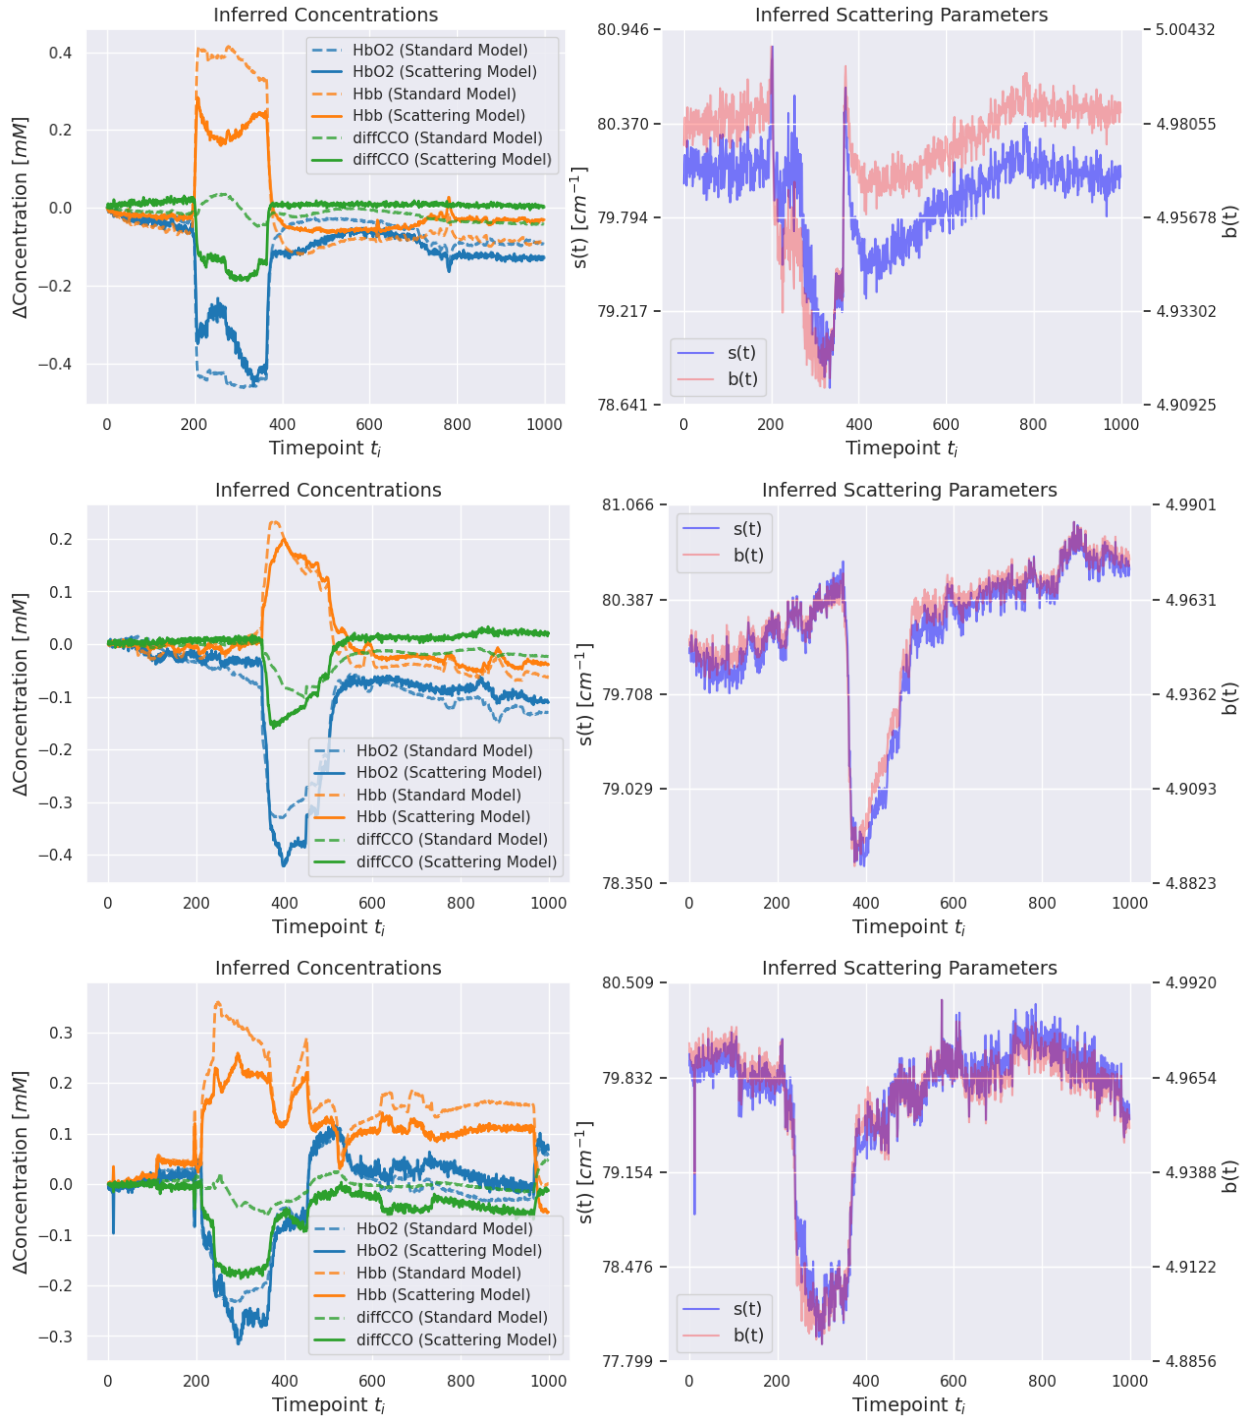 Inferred Concentrations
0.4
0.2
0.0
−0.2
−0.4
ΔConcentration [mM]
HbO2 (Standard Model)
HbO2 (Scattering Model)
Hbb (Standard Model)
Hbb (Scattering Model)
diffCCO (Standard Model)
diffCCO (Scattering Model)
0 200 400 600 800 1000
Timepoint t_i
Inferred Scattering Parameters
80.946
80.370
79.794
79.217
78.641
s(t) [cm⁻¹]
5.00432
4.98055
4.95678
4.93302
4.90925
b(t)
s(t)
b(t)
0 200 400 600 800 1000
Timepoint t_i
Inferred Concentrations
0.2
0.1
0.0
−0.1
−0.2
−0.3
−0.4
ΔConcentration [mM]
HbO2 (Standard Model)
HbO2 (Scattering Model)
Hbb (Standard Model)
Hbb (Scattering Model)
diffCCO (Standard Model)
diffCCO (Scattering Model)
0 200 400 600 800 1000
Timepoint t_i
Inferred Scattering Parameters
81.066
80.387
79.708
79.029
78.350
s(t) [cm⁻¹]
4.9901
4.9631
4.9362
4.9093
4.8823
b(t)
s(t)
b(t)
0 200 400 600 800 1000
Timepoint t_i
Inferred Concentrations
0.3
0.2
0.1
0.0
−0.1
−0.2
−0.3
ΔConcentration [mM]
HbO2 (Standard Model)
HbO2 (Scattering Model)
Hbb (Standard Model)
Hbb (Scattering Model)
diffCCO (Standard Model)
diffCCO (Scattering Model)
0 200 400 600 800 1000
Timepoint t_i
Inferred Scattering Parameters
80.509
79.832
79.154
78.476
77.799
s(t) [cm⁻¹]
4.9920
4.9654
4.9388
4.9122
4.8856
b(t)
s(t)
b(t)
0 200 400 600 800 1000
Timepoint t_i